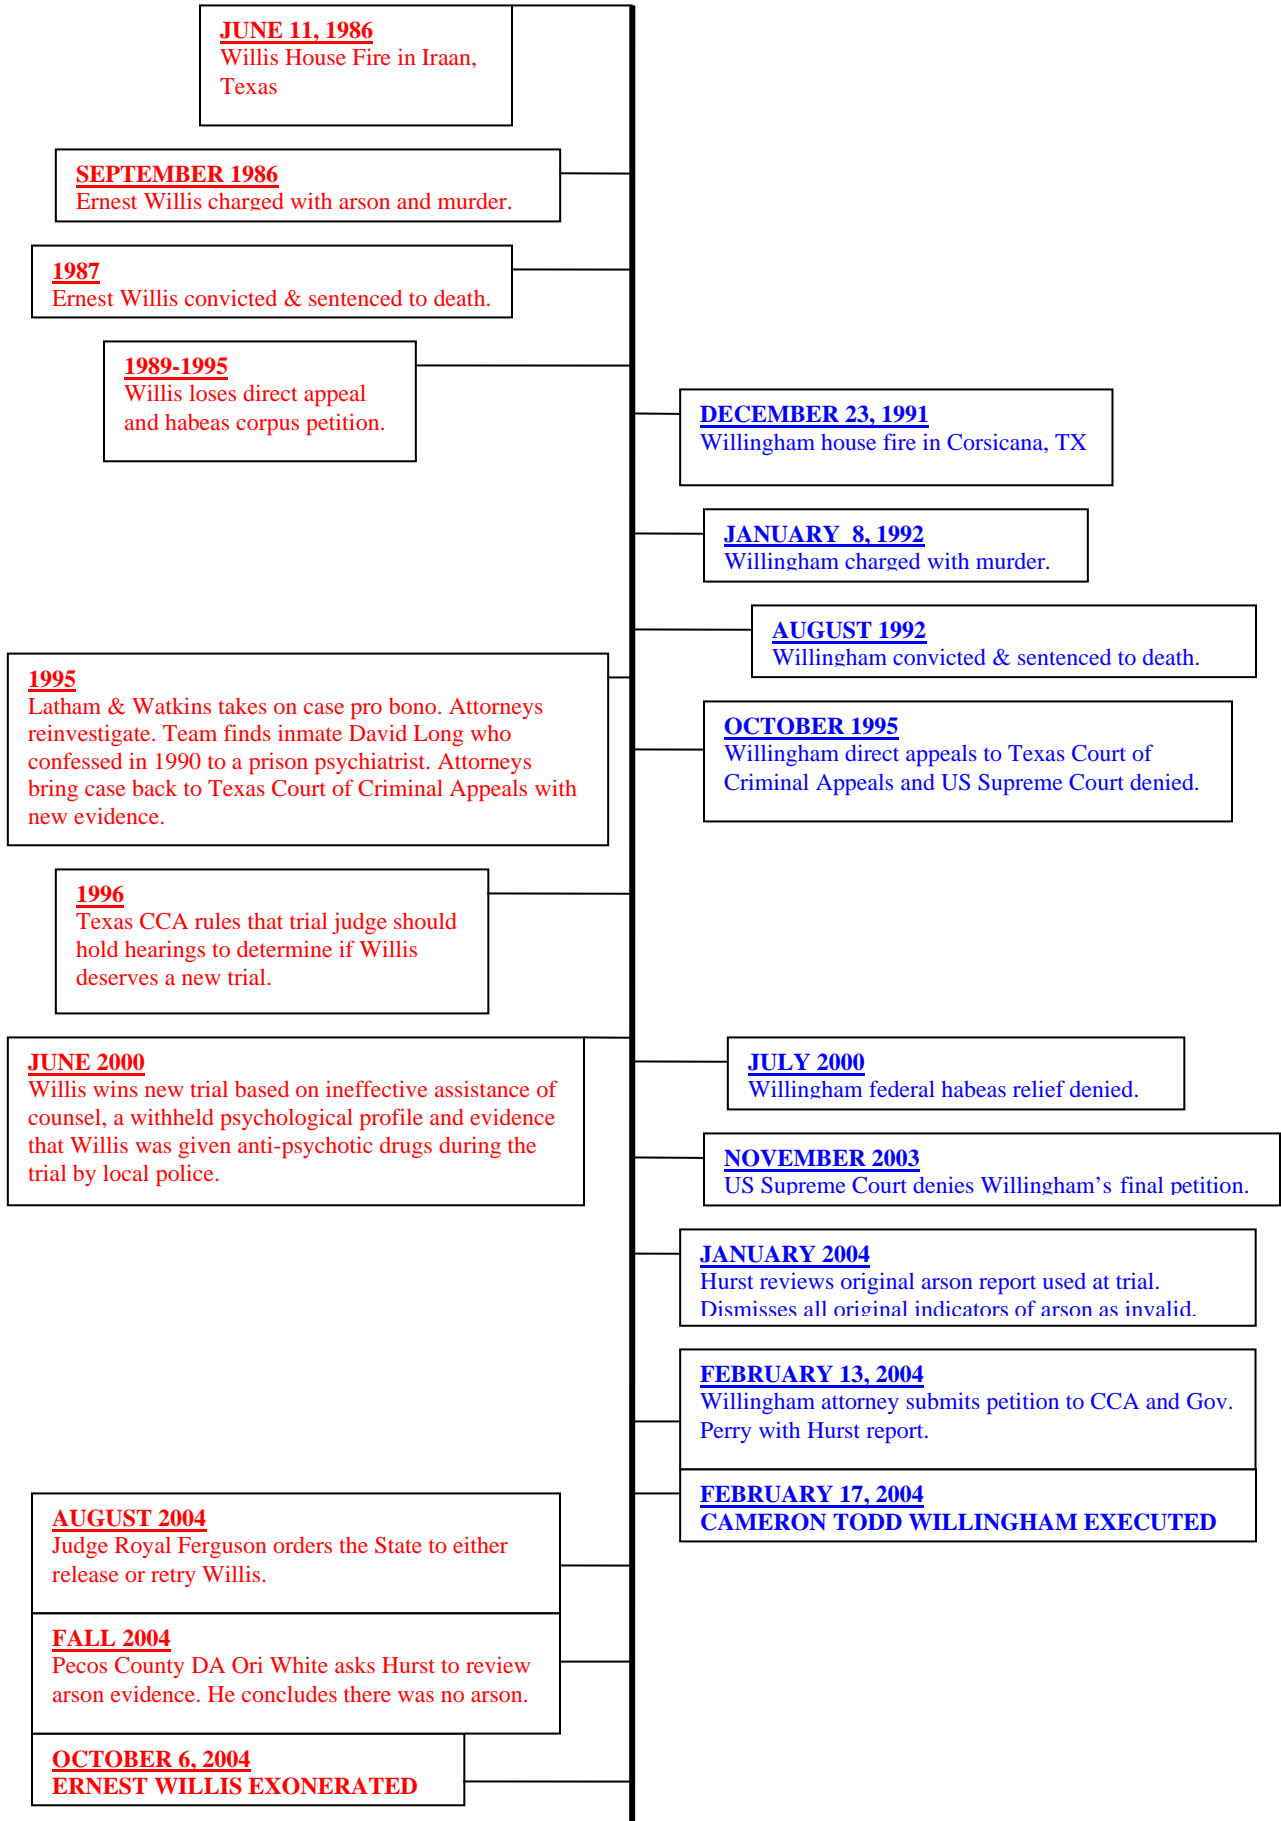 JUNE 11, 1986
Willis House Fire in Iraan,
Texas
SEPTEMBER 1986
Ernest Willis charged with arson and murder.
1987
Ernest Willis convicted & sentenced to death.
1989-1995
Willis loses direct appeal
and habeas corpus petition.
DECEMBER 23, 1991
Willingham house fire in Corsicana, TX
JANUARY  8, 1992
Willingham charged with murder.
AUGUST 1992
Willingham convicted & sentenced to death.
1995
Latham & Watkins takes on case pro bono. Attorneys
reinvestigate. Team finds inmate David Long who
confessed in 1990 to a prison psychiatrist. Attorneys
bring case back to Texas Court of Criminal Appeals with
new evidence.
OCTOBER 1995
Willingham direct appeals to Texas Court of
Criminal Appeals and US Supreme Court denied.
1996
Texas CCA rules that trial judge should
hold hearings to determine if Willis
deserves a new trial.
JUNE 2000
Willis wins new trial based on ineffective assistance of
counsel, a withheld psychological profile and evidence
that Willis was given anti-psychotic drugs during the
trial by local police.
JULY 2000
Willingham federal habeas relief denied.
NOVEMBER 2003
US Supreme Court denies Willingham’s final petition.
JANUARY 2004
Hurst reviews original arson report used at trial.
Dismisses all original indicators of arson as invalid.
FEBRUARY 13, 2004
Willingham attorney submits petition to CCA and Gov.
Perry with Hurst report.
FEBRUARY 17, 2004
CAMERON TODD WILLINGHAM EXECUTED
AUGUST 2004
Judge Royal Ferguson orders the State to either
release or retry Willis.
FALL 2004
Pecos County DA Ori White asks Hurst to review
arson evidence. He concludes there was no arson.
OCTOBER 6, 2004
ERNEST WILLIS EXONERATED